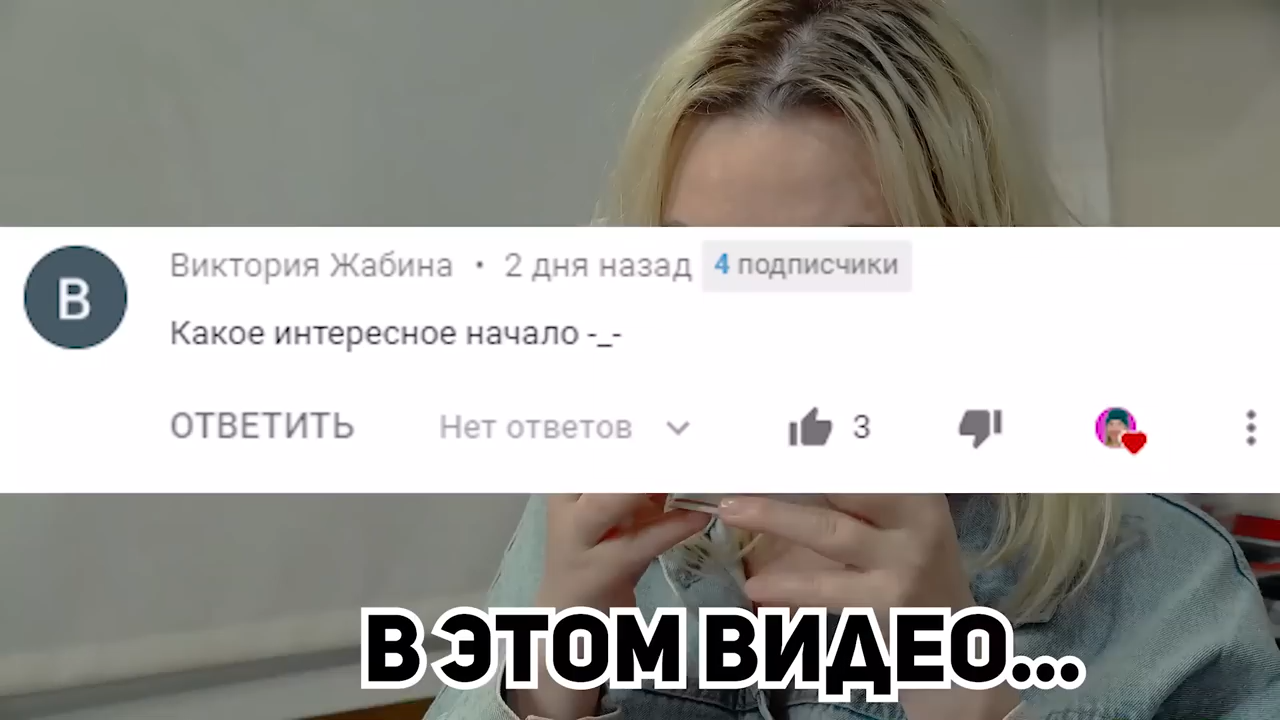 В
Виктория Жабина • 2 дня назад 4 подписчики
Какое интересное начало -_-
ОТВЕТИТЬ Нет ответов 3
В ЭТОМ ВИДЕО...